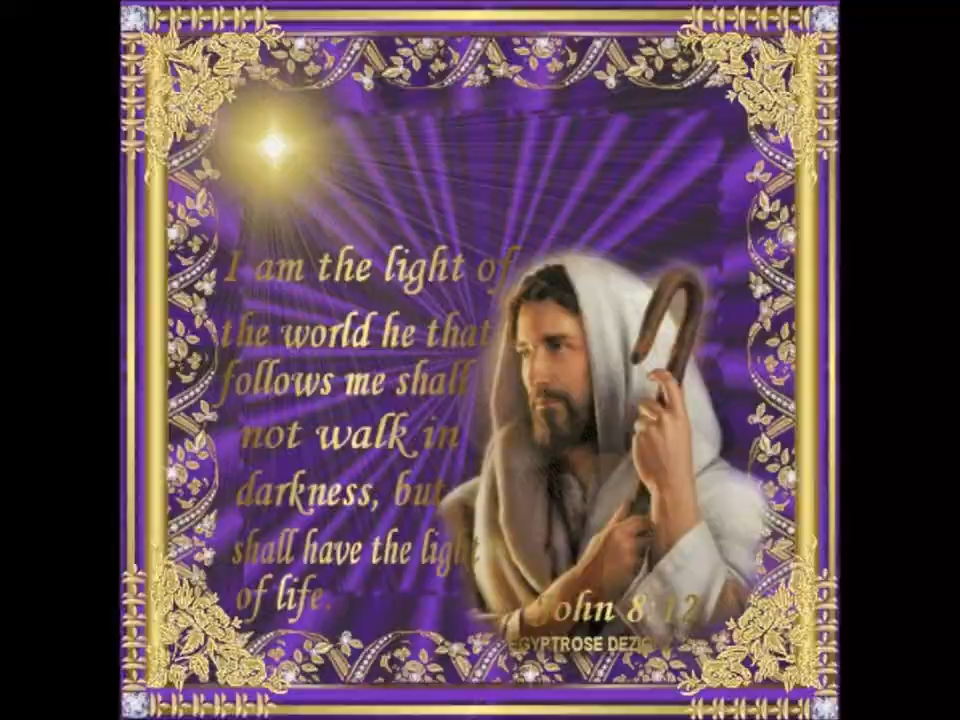 I am the light of
the world he that
follows me shall
not walk in
darkness, but
shall have the light
of life.
John 8:12
EGYPTROSE